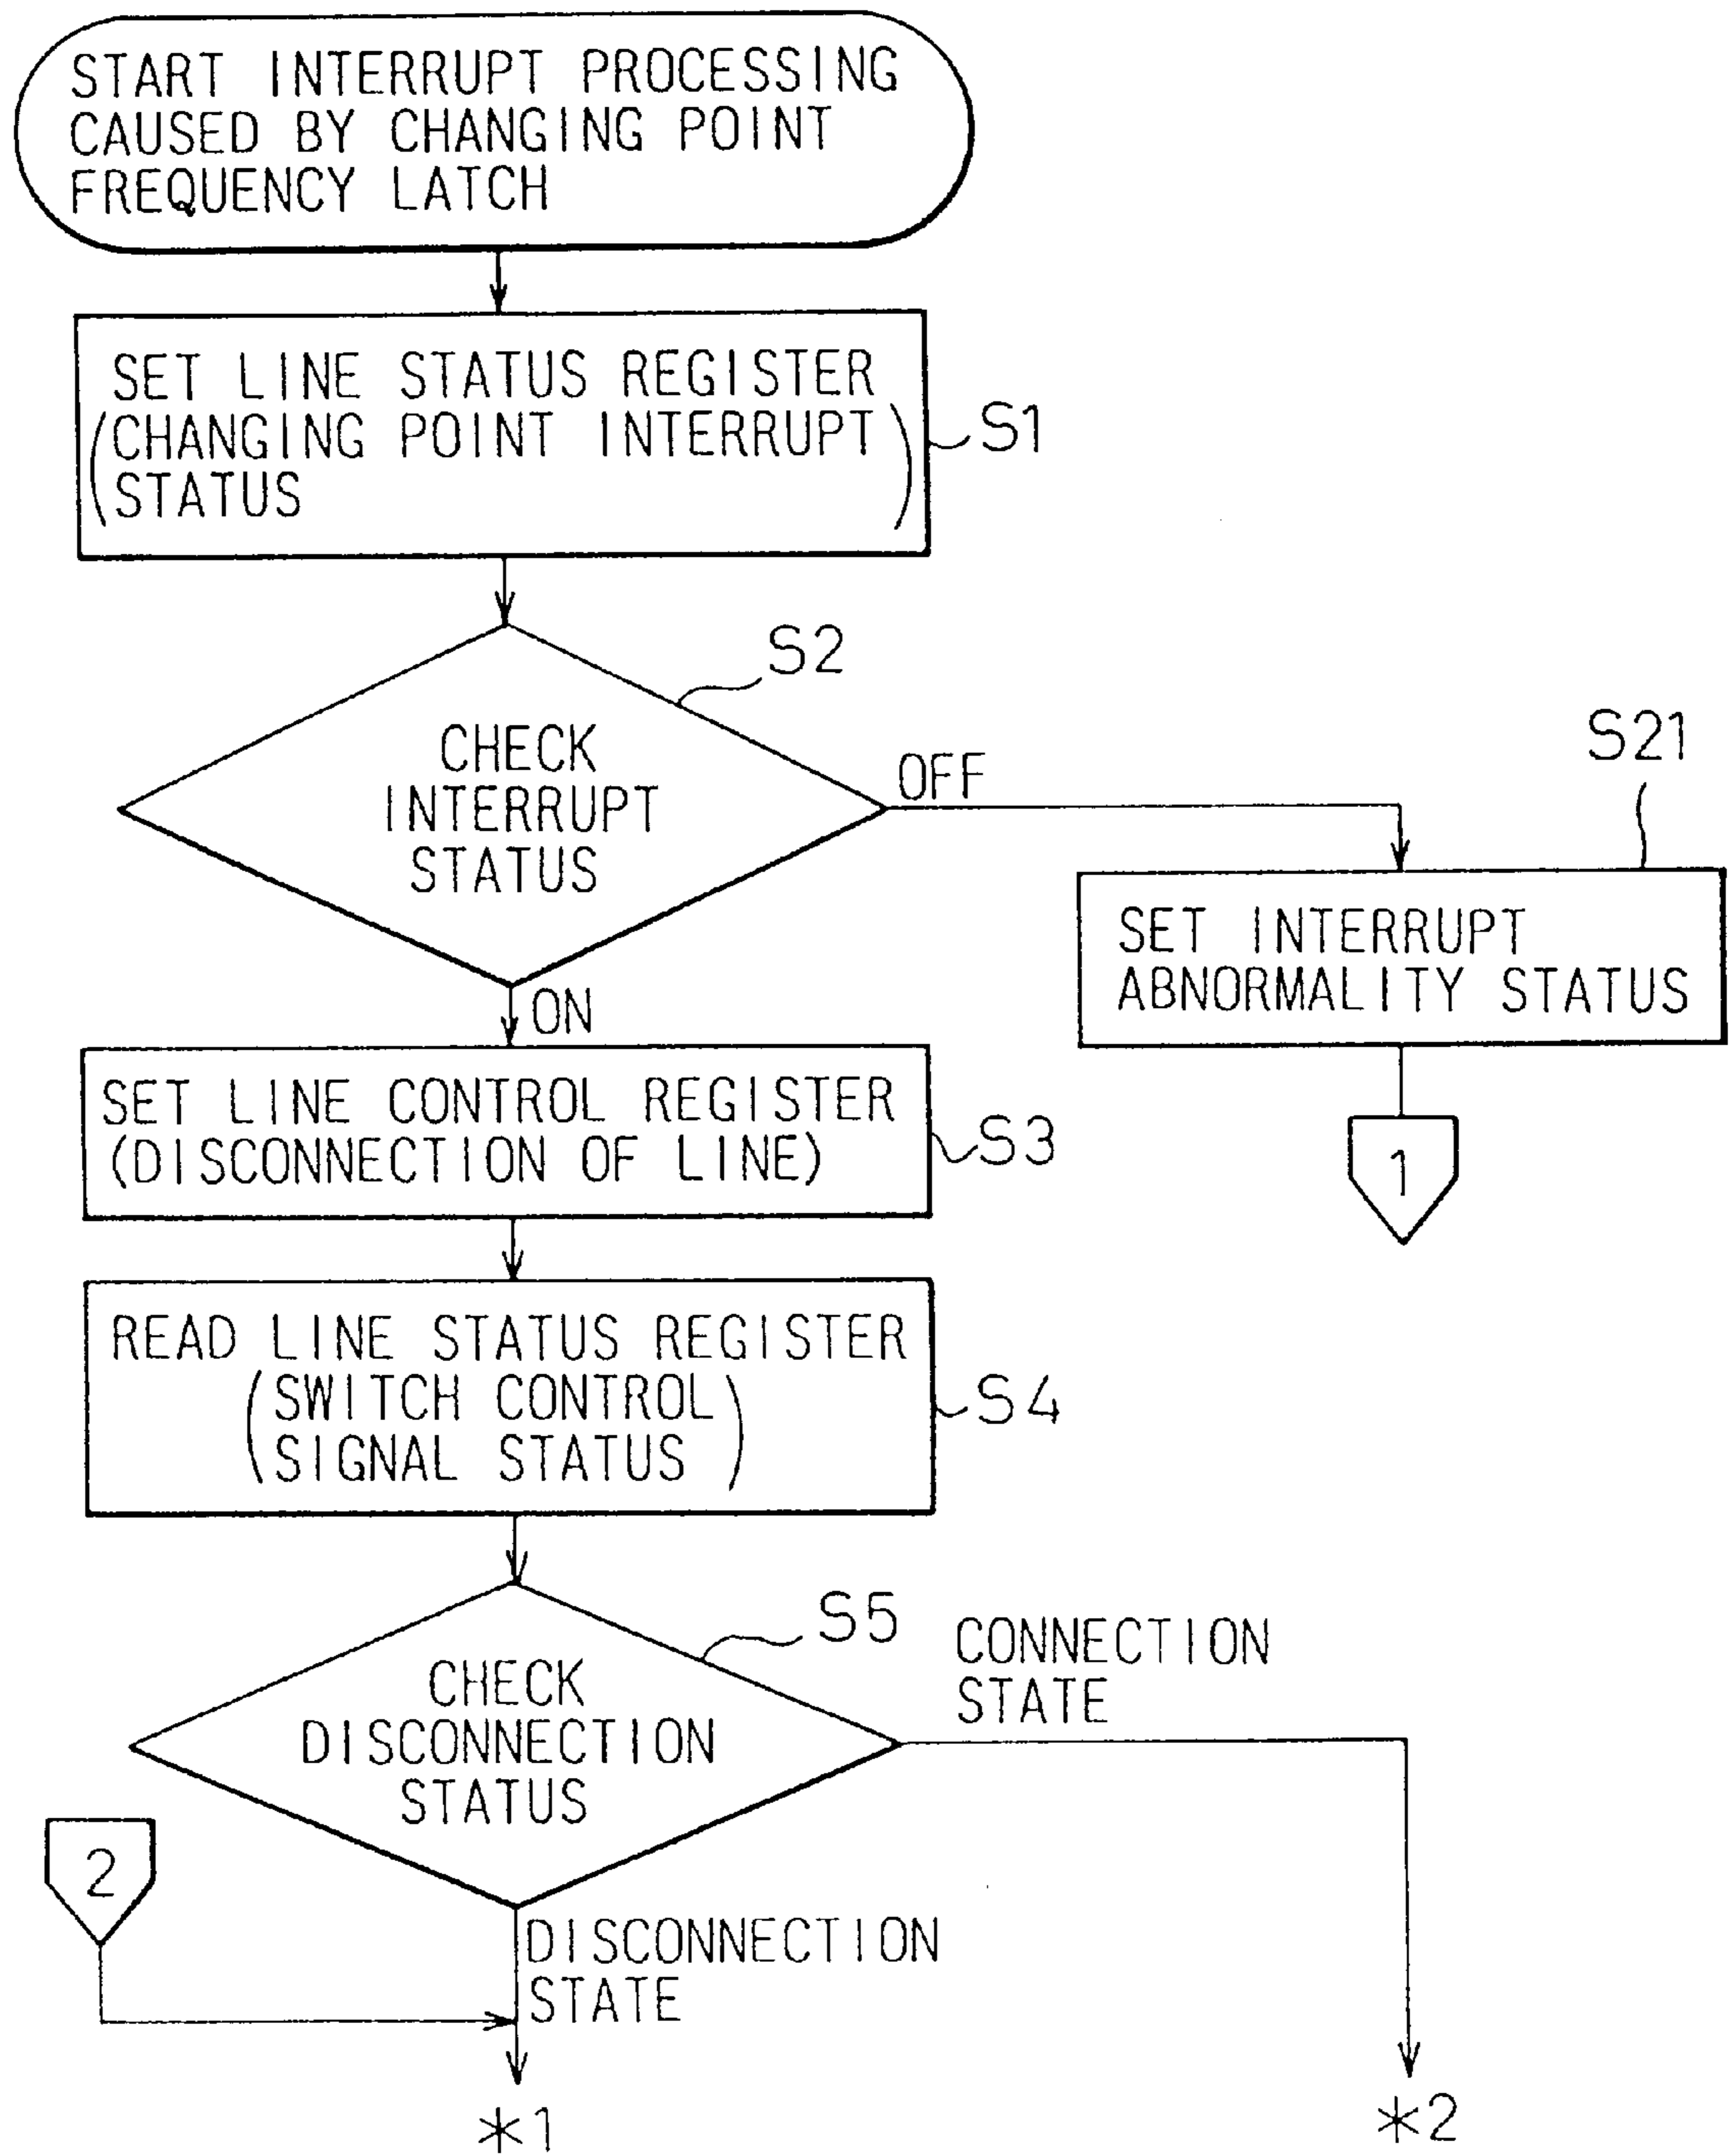 START INTERRUPT PROCESSING
CAUSED BY CHANGING POINT
FREQUENCY LATCH
SET LINE STATUS REGISTER
(CHANGING POINT INTERRUPT
STATUS)
S1
S2
CHECK
INTERRUPT
STATUS
OFF
S21
SET INTERRUPT
ABNORMALITY STATUS
1
ON
SET LINE CONTROL REGISTER
(DISCONNECTION OF LINE)
S3
READ LINE STATUS REGISTER
(SWITCH CONTROL
SIGNAL STATUS)
S4
S5
CHECK
DISCONNECTION
STATUS
CONNECTION
STATE
2
DISCONNECTION
STATE
*1
*2